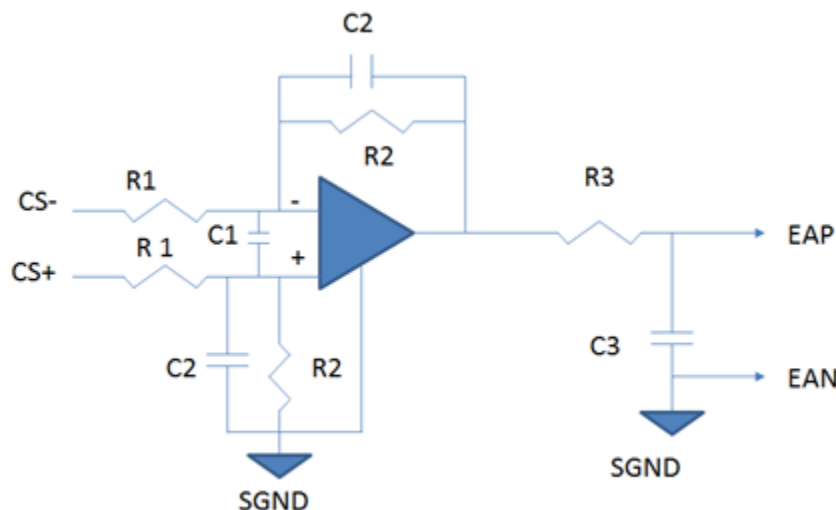 C2
R2
R1
CS-
-
C1
R 1
CS+
+
C2
R2
SGND
R3
EAP
C3
EAN
SGND